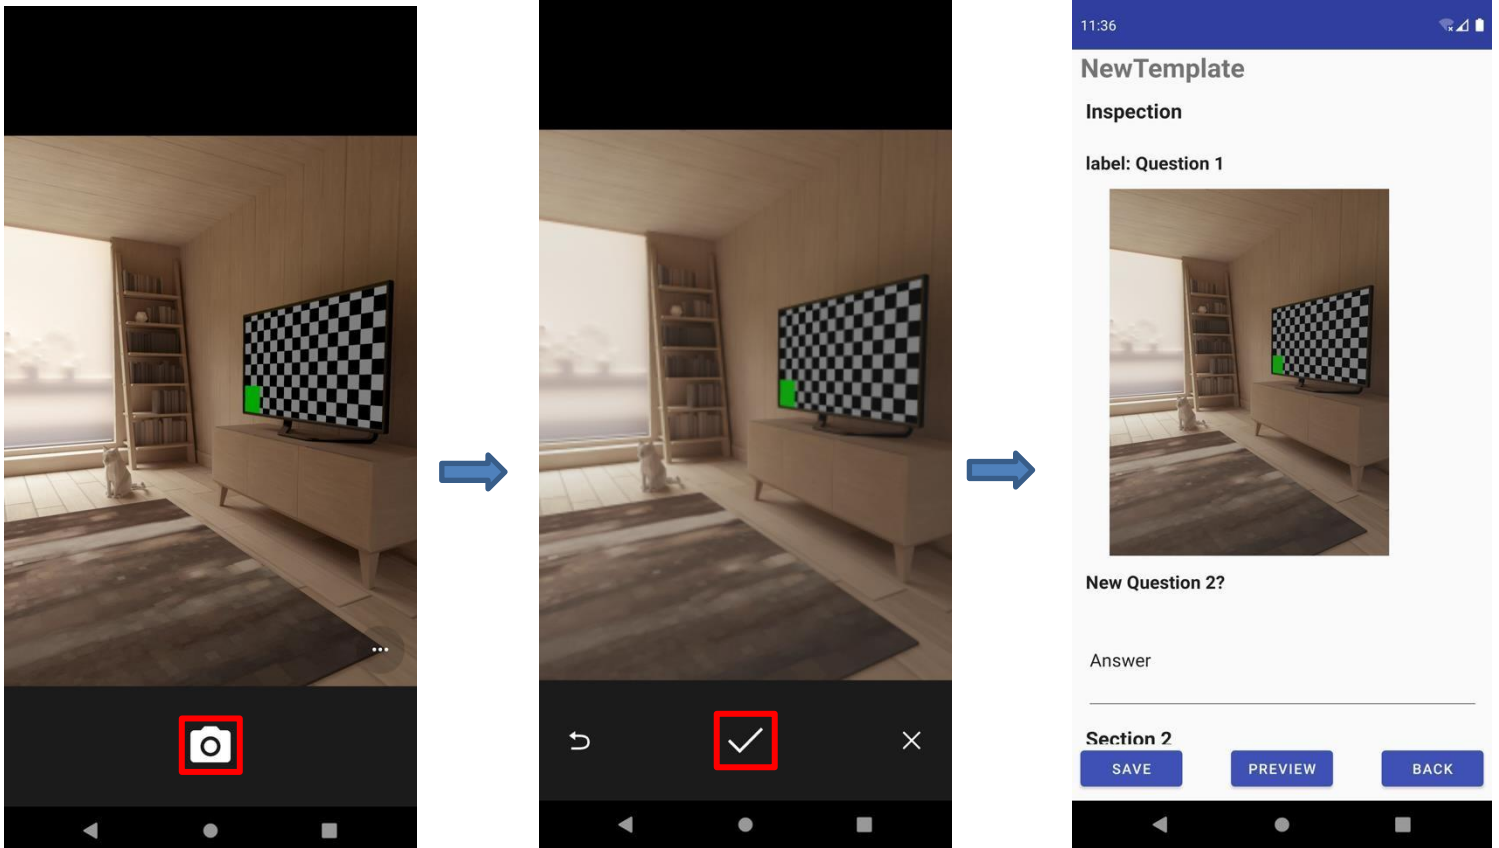 11:36
NewTemplate
Inspection
label: Question 1
New Question 2?
Answer
Section 2
SAVE
PREVIEW
BACK